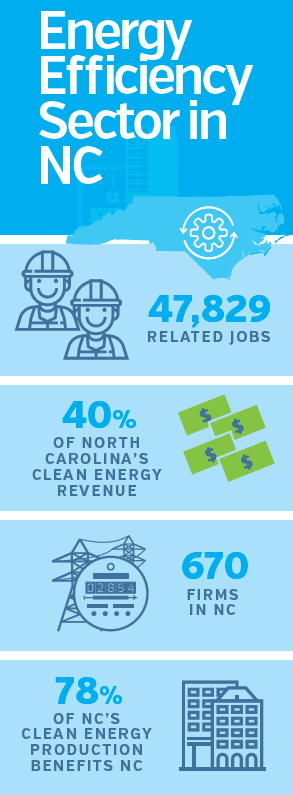 Energy
Efficiency
Sector in
NC
47,829
RELATED JOBS
40%
OF NORTH
CAROLINA'S
CLEAN ENERGY
REVENUE
$ $
$ $
02854
670
FIRMS
IN NC
78%
OF NC'S
CLEAN ENERGY
PRODUCTION
BENEFITS NC